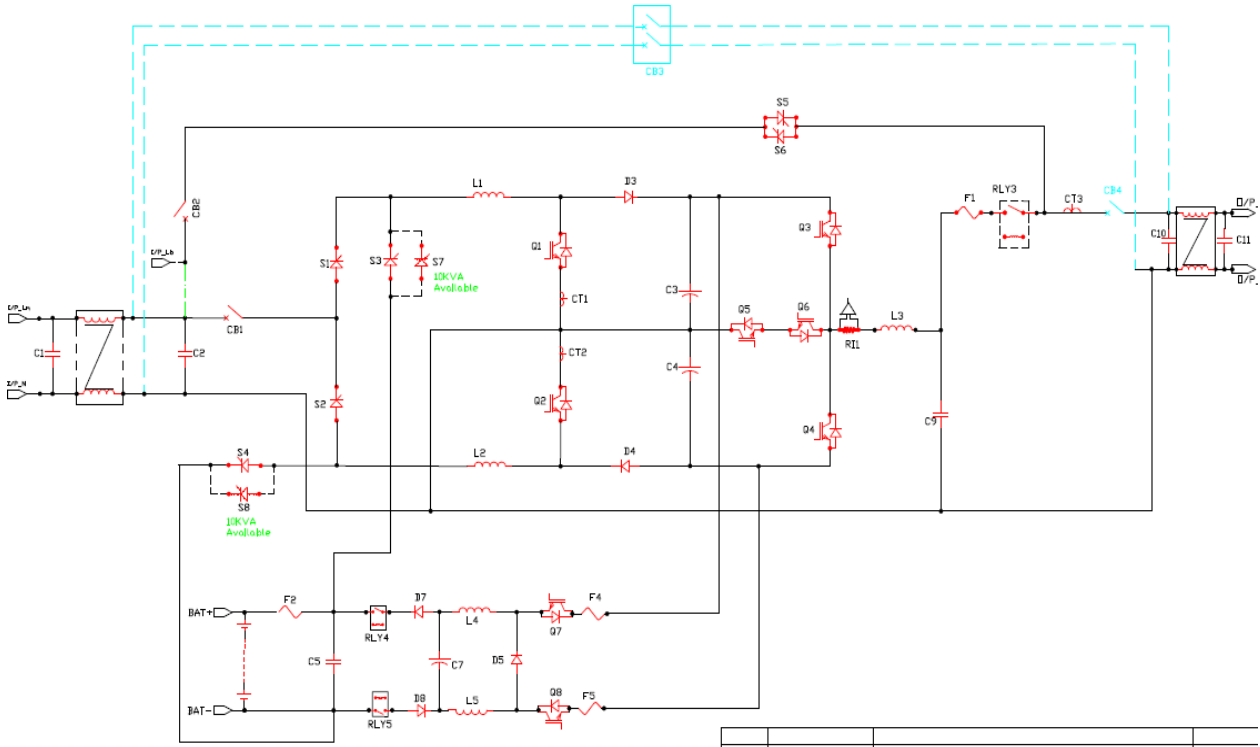 CB3
S5
S6
CB2
L1
D3
F1
RLY3
CT3
CB4
O/P_
C10
C11
O/P_
Q1
Q3
S1
S3
S7
10KVA
Available
I/P_Lb
CT1
C3
Q5
Q6
L3
RI1
CB1
C1
C2
CT2
C4
I/P_N
S2
Q2
Q4
C9
S4
L2
D4
S8
10KVA
Available
BAT+
F2
D7
L4
Q7
F4
RLY4
C5
C7
D5
BAT-
RLY5
D8
L5
Q8
F5